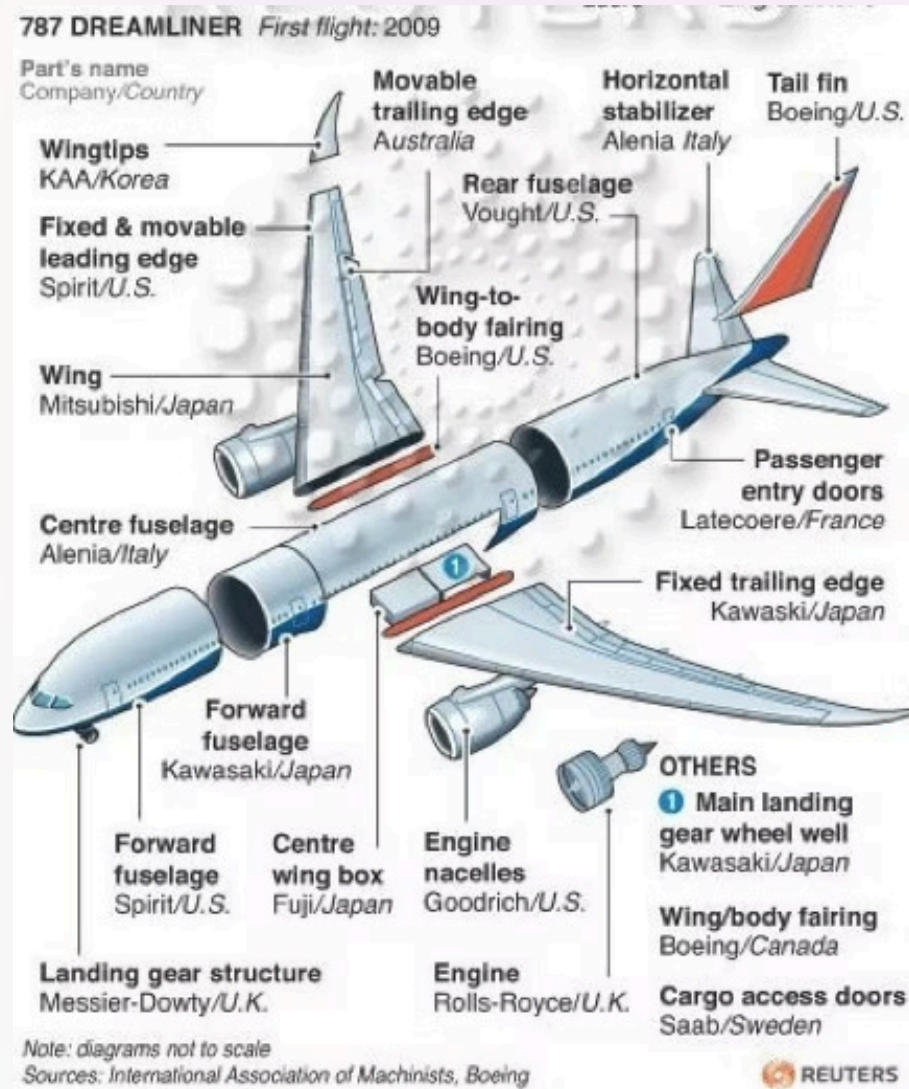 787 DREAMLINER First flight: 2009
Part's name
Company/Country
Wingtips
KAA/Korea
Movable
trailing edge
Australia
Horizontal
stabilizer
Alenia Italy
Tail fin
Boeing/U.S.
Fixed & movable
leading edge
Spirit/U.S.
Rear fuselage
Vought/U.S.
Wing-to-
body fairing
Boeing/U.S.
Wing
Mitsubishi/Japan
Passenger
entry doors
Latecoere/France
Centre fuselage
Alenia/Italy
1
Fixed trailing edge
Kawaski/Japan
Forward
fuselage
Kawasaki/Japan
Forward
fuselage
Spirit/U.S.
Centre
wing box
Fuji/Japan
Engine
nacelles
Goodrich/U.S.
Landing gear structure
Messier-Dowty/U.K.
Engine
Rolls-Royce/U.K.
OTHERS
1 Main landing
gear wheel well
Kawasaki/Japan
Wing/body fairing
Boeing/Canada
Cargo access doors
Saab/Sweden
Note: diagrams not to scale
Sources: International Association of Machinists, Boeing
REUTERS